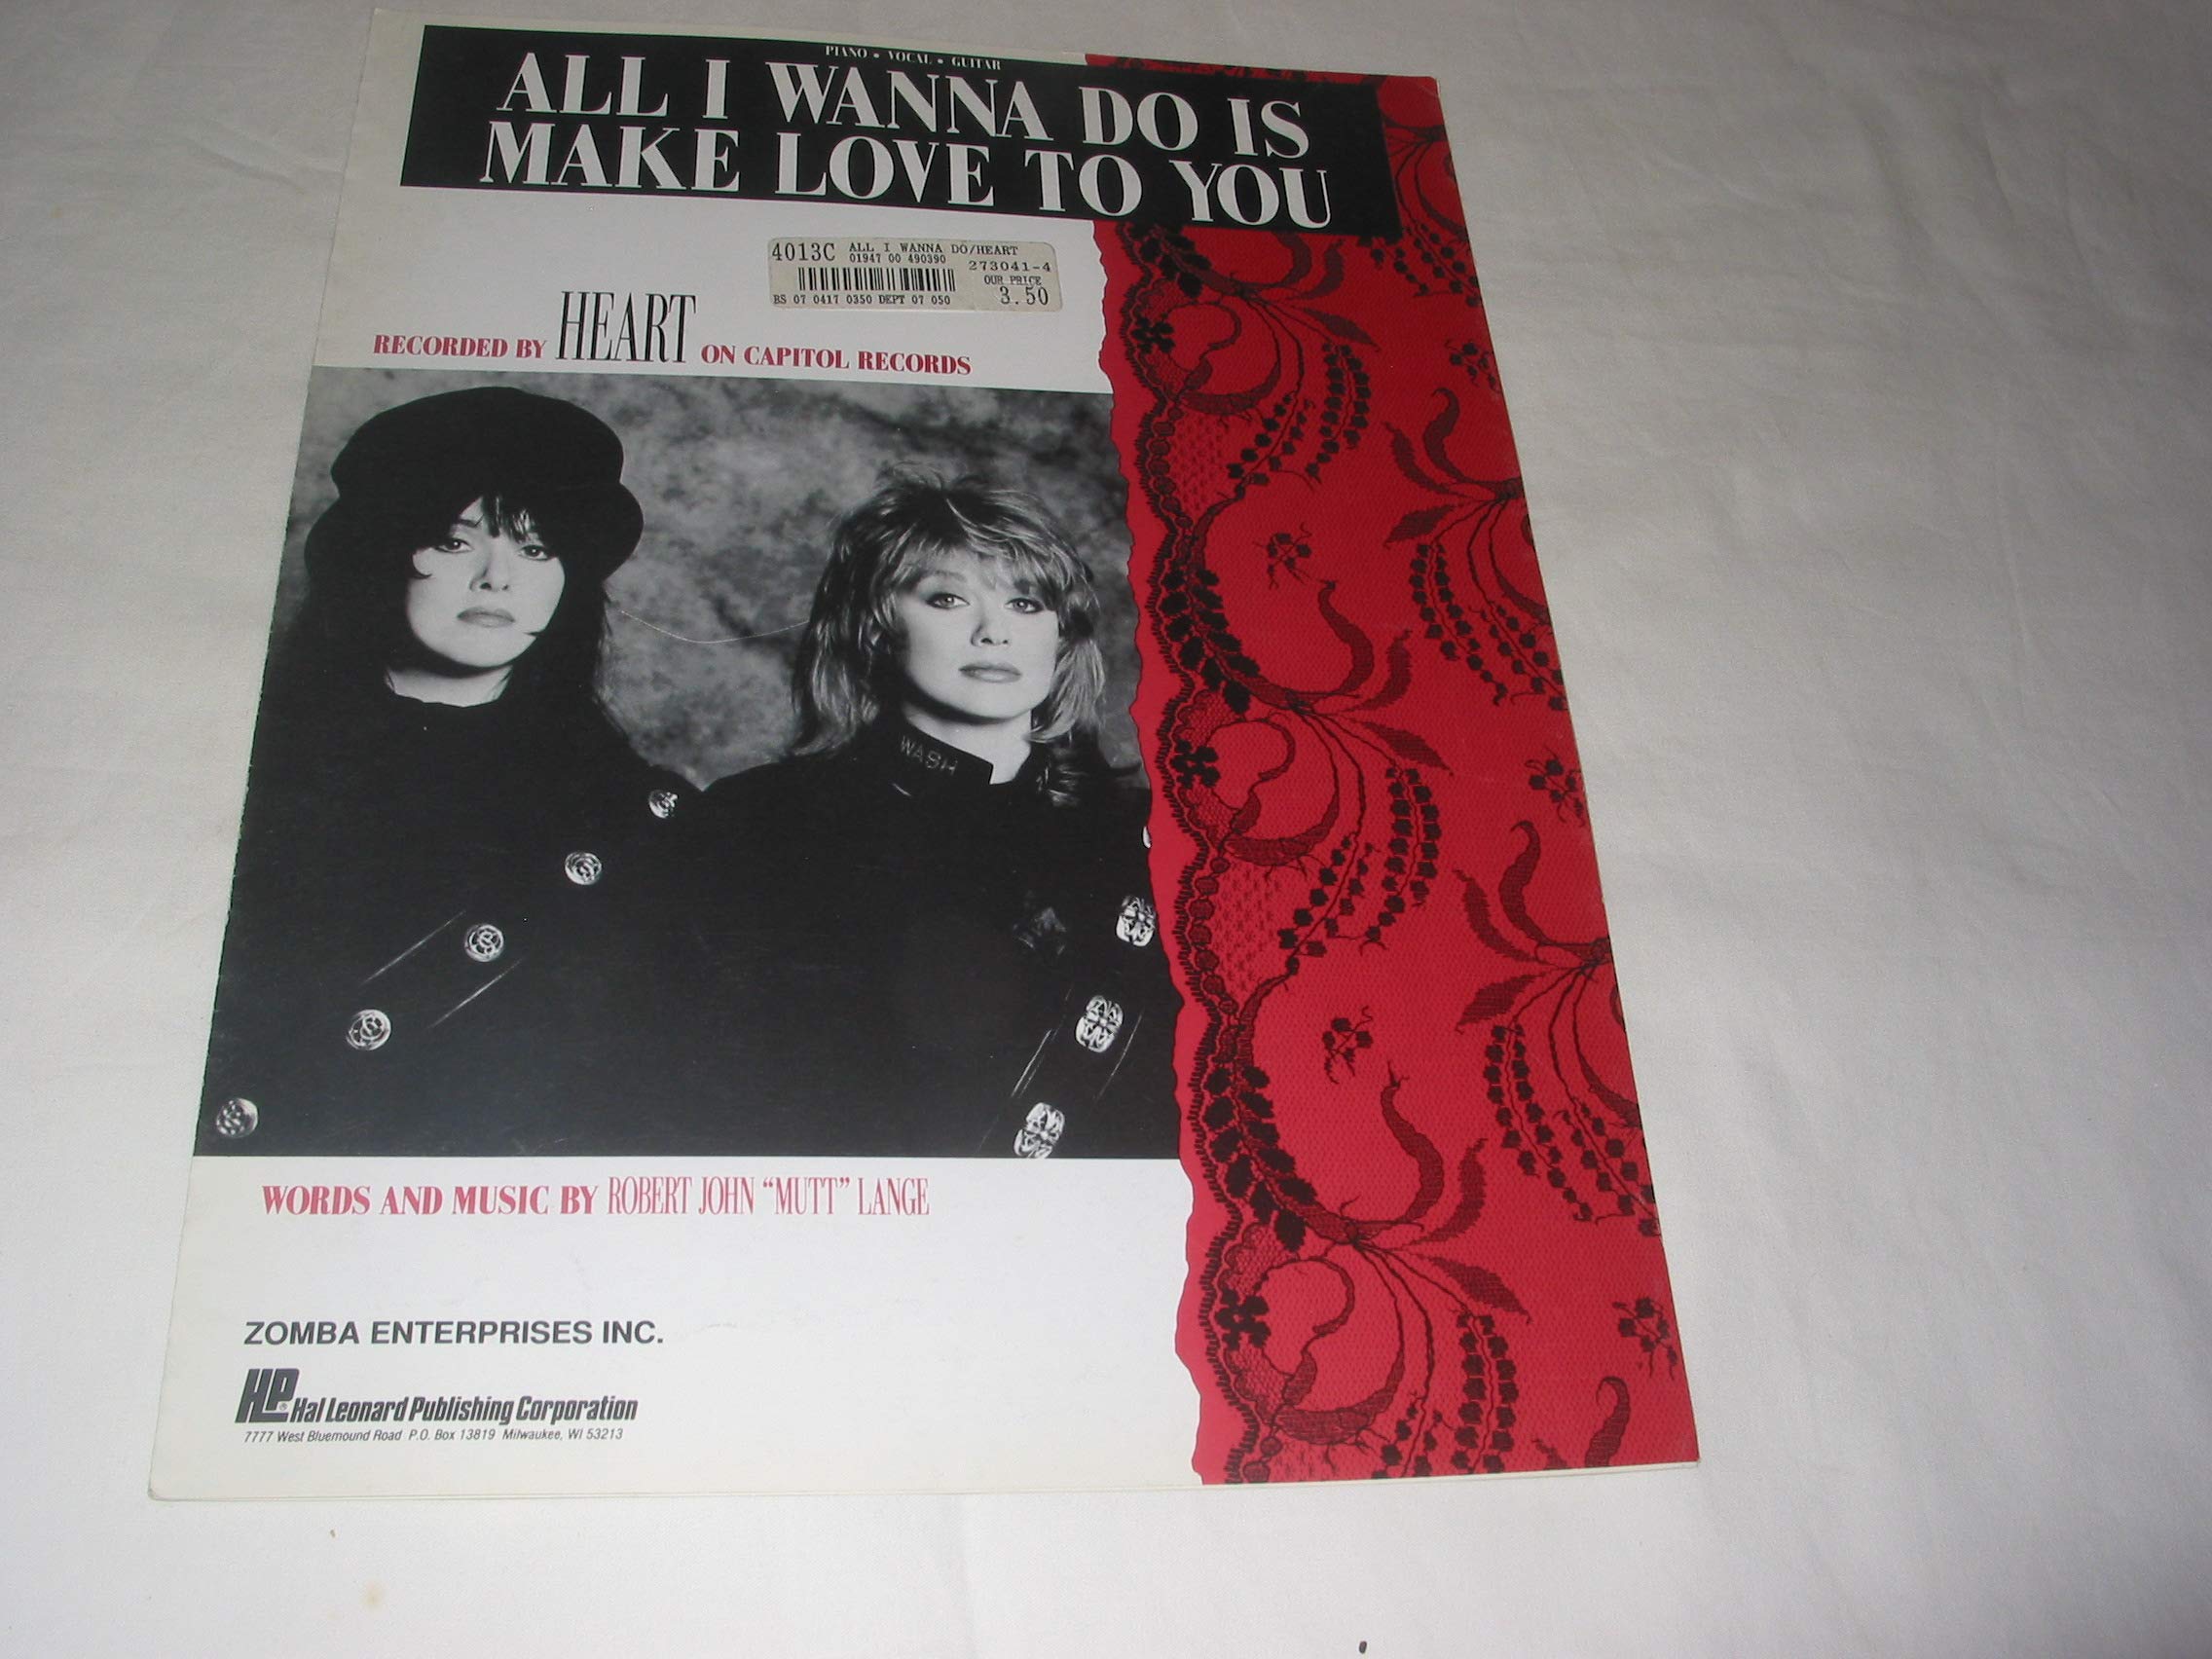 PIANO • VOCAL • GUITAR
ALL I WANNA DO IS
MAKE LOVE TO YOU
4013C ALL I WANNA DO/HEART
01947 00 490390
273041-4
OUR PRICE
3.50
BS 07 0417 0350 DEPT 07 050
RECORDED BY HEART ON CAPITOL RECORDS
WASH
WORDS AND MUSIC BY ROBERT JOHN "MUTT" LANGE
ZOMBA ENTERPRISES INC.
HLP® Hal Leonard Publishing Corporation
7777 West Bluemound Road P.O. Box 13819 Milwaukee, WI 53213